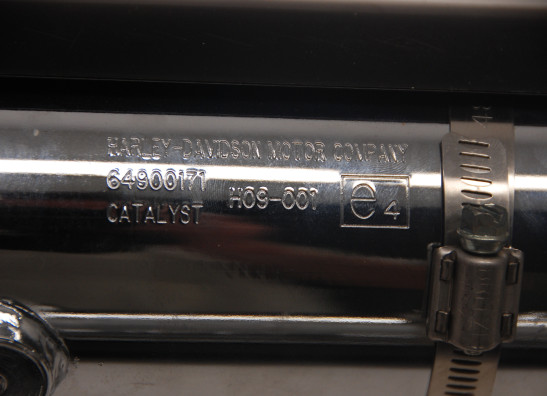 HARLEY-DAVIDSON MOTOR COMPANY
64900171 H09-001 e4
CATALYST